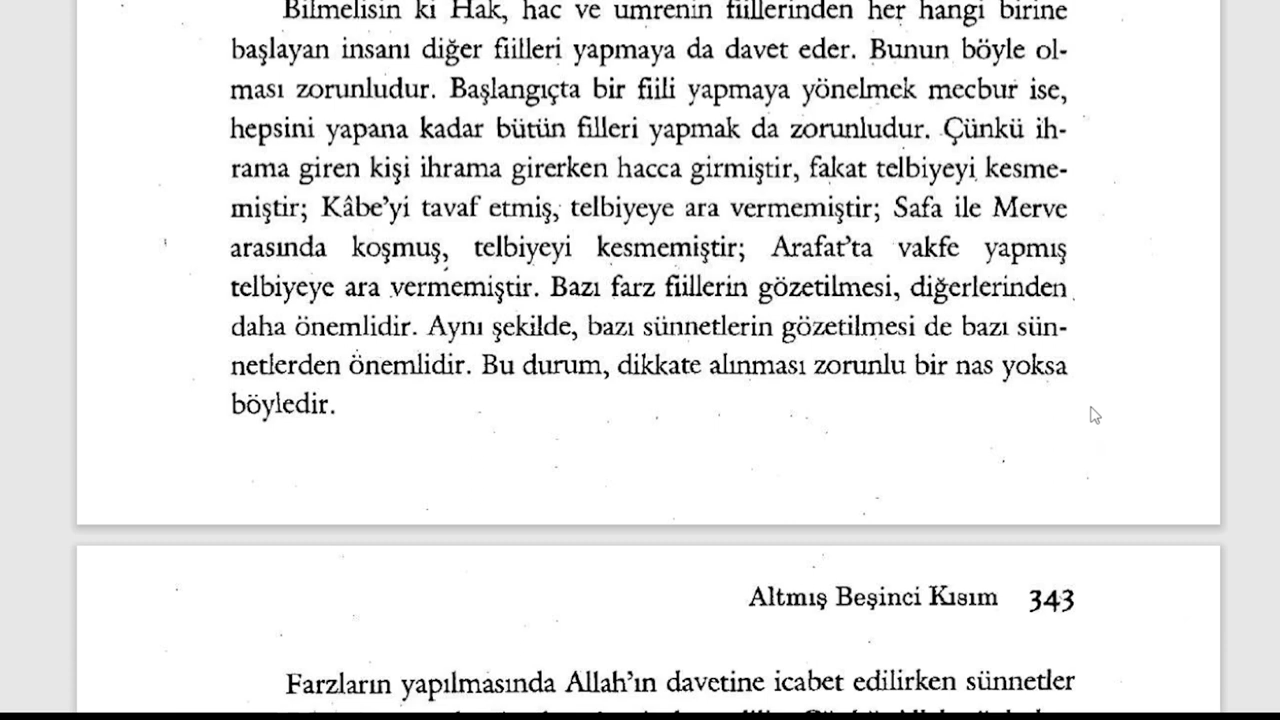 Bilmelisin ki Hak, hac ve umrenin fiillerinden her hangi birine
başlayan insanı diğer fiilleri yapmaya da davet eder. Bunun böyle ol-
ması zorunludur. Başlangıçta bir fiili yapmaya yönelmek mecbur ise,
hepsini yapana kadar bütün filleri yapmak da zorunludur. Çünkü ih-
rama giren kişi ihrama girerken hacca girmiştir, fakat telbiyeyi kesme-
miştir; Kâbe'yi tavaf etmiş, telbiyeye ara vermemiştir; Safa ile Merve
arasında koşmuş, telbiyeyi kesmemiştir; Arafat'ta vakfe yapmış
telbiyeye ara vermemiştir. Bazı farz fiillerin gözetilmesi, diğerlerinden
daha önemlidir. Aynı şekilde, bazı sünnetlerin gözetilmesi de bazı sün-
netlerden önemlidir. Bu durum, dikkate alınması zorunlu bir nas yoksa
böyledir.
Altmış Beşinci Kısım 343
Farzların yapılmasında Allah'ın davetine icabet edilirken sünnetler